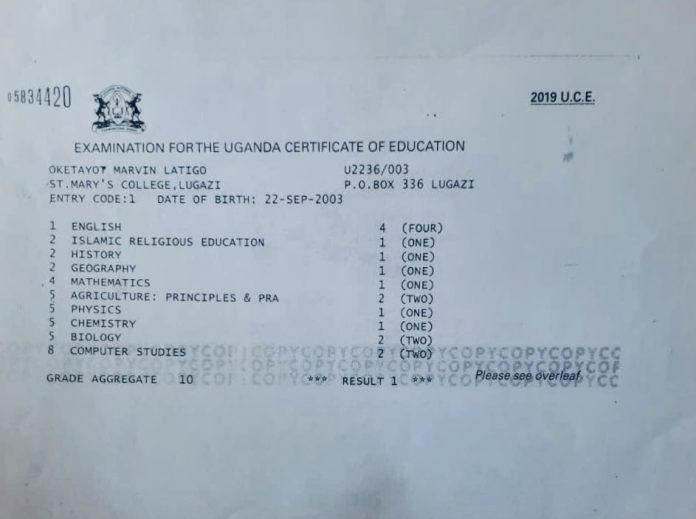 05834420
2019 U.C.E.
EXAMINATION FOR THE UGANDA CERTIFICATE OF EDUCATION
OKETAYOT MARVIN LATIGO U2236/003
ST.MARY'S COLLEGE,LUGAZI P.O.BOX 336 LUGAZI
ENTRY CODE:1 DATE OF BIRTH: 22-SEP-2003
1 ENGLISH 4 (FOUR)
2 ISLAMIC RELIGIOUS EDUCATION 1 (ONE)
2 HISTORY 1 (ONE)
2 GEOGRAPHY 1 (ONE)
4 MATHEMATICS 1 (ONE)
5 AGRICULTURE: PRINCIPLES & PRA 2 (TWO)
5 PHYSICS 1 (ONE)
5 CHEMISTRY 1 (ONE)
5 BIOLOGY 2 (TWO)
8 COMPUTER STUDIES 2 (TWO)
GRADE AGGREGATE 10 *** RESULT 1 *** Please see overleaf